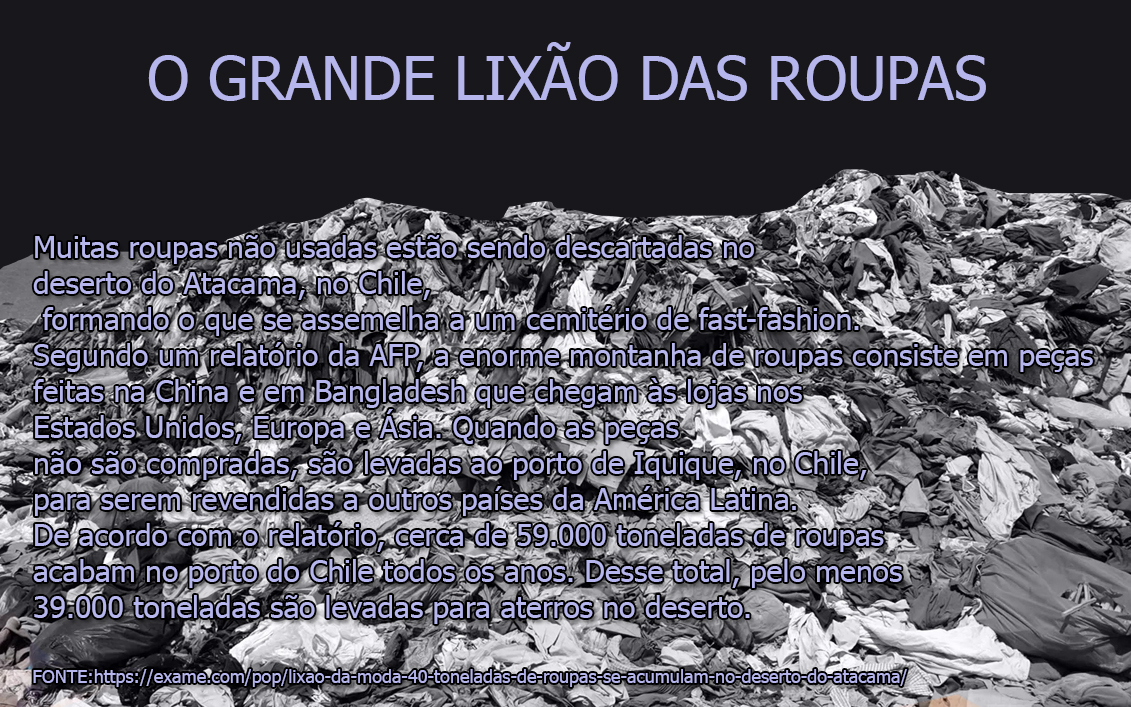 O GRANDE LIXÃO DAS ROUPAS
Muitas roupas não usadas estão sendo descartadas no
deserto do Atacama, no Chile,
formando o que se assemelha a um cemitério de fast-fashion.
Segundo um relatório da AFP, a enorme montanha de roupas consiste em peças
feitas na China e em Bangladesh que chegam às lojas nos
Estados Unidos, Europa e Ásia. Quando as peças
não são compradas, são levadas ao porto de Iquique, no Chile,
para serem revendidas a outros países da América Latina.
De acordo com o relatório, cerca de 59.000 toneladas de roupas
acabam no porto do Chile todos os anos. Desse total, pelo menos
39.000 toneladas são levadas para aterros no deserto.
FONTE:https://exame.com/pop/lixao-da-moda-40-toneladas-de-roupas-se-acumulam-no-deserto-do-atacama/